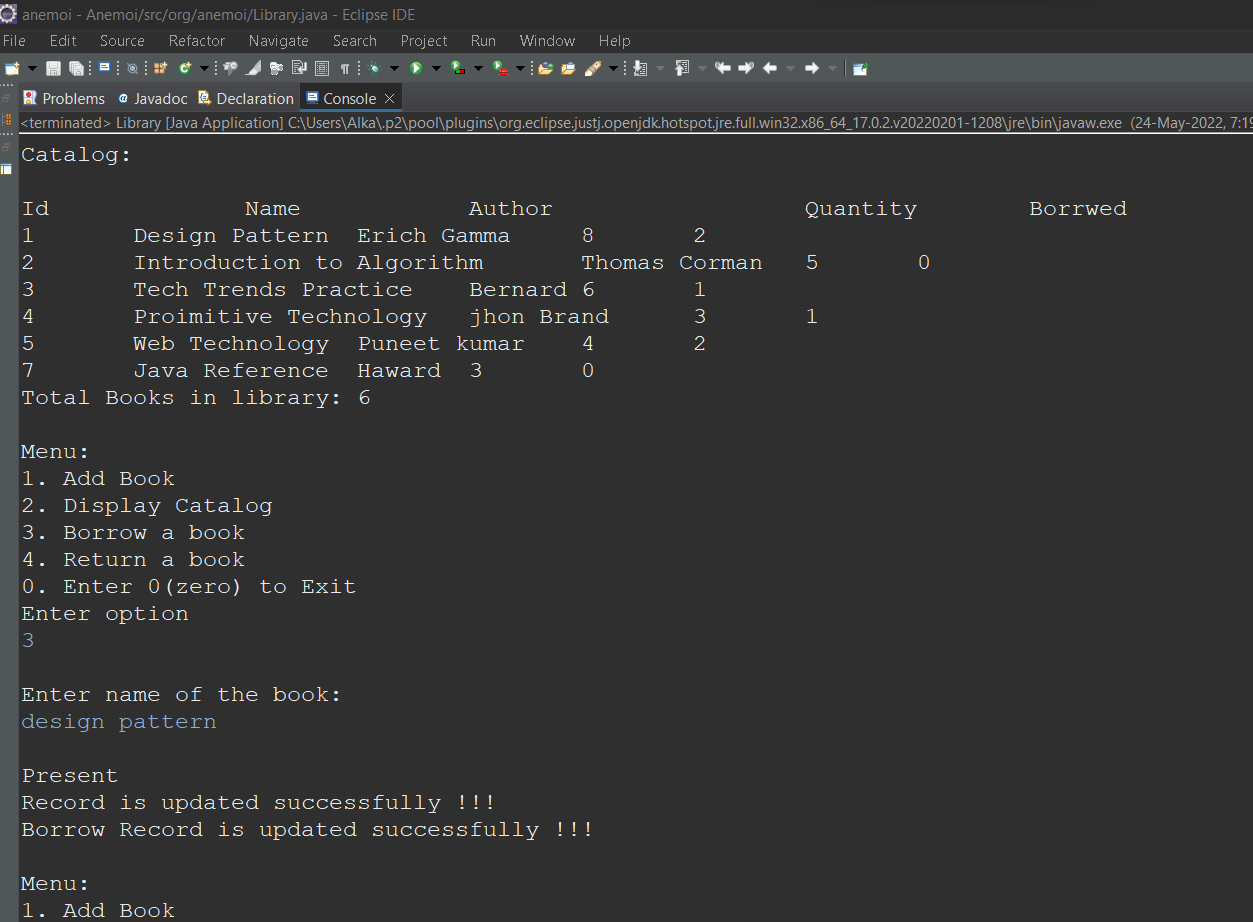 anemoi - Anemoi/src/org/anemoi/Library.java - Eclipse IDE
File Edit Source Refactor Navigate Search Project Run Window Help
Problems @ Javadoc Declaration Console
<terminated> Library [Java Application] C:\Users\Alka\.p2\pool\plugins\org.eclipse.justj.openjdk.hotspot.jre.full.win32.x86_64_17.0.2.v20220201-1208\jre\bin\javaw.exe (24-May-2022, 7:19
Catalog:
Id Name Author Quantity Borrwed
1 Design Pattern Erich Gamma 8 2
2 Introduction to Algorithm Thomas Corman 5 0
3 Tech Trends Practice Bernard 6 1
4 Proimitive Technology jhon Brand 3 1
5 Web Technology Puneet kumar 4 2
7 Java Reference Haward 3 0
Total Books in library: 6
Menu:
1. Add Book
2. Display Catalog
3. Borrow a book
4. Return a book
0. Enter 0(zero) to Exit
Enter option
3
Enter name of the book:
design pattern
Present
Record is updated successfully !!!
Borrow Record is updated successfully !!!
Menu:
1. Add Book